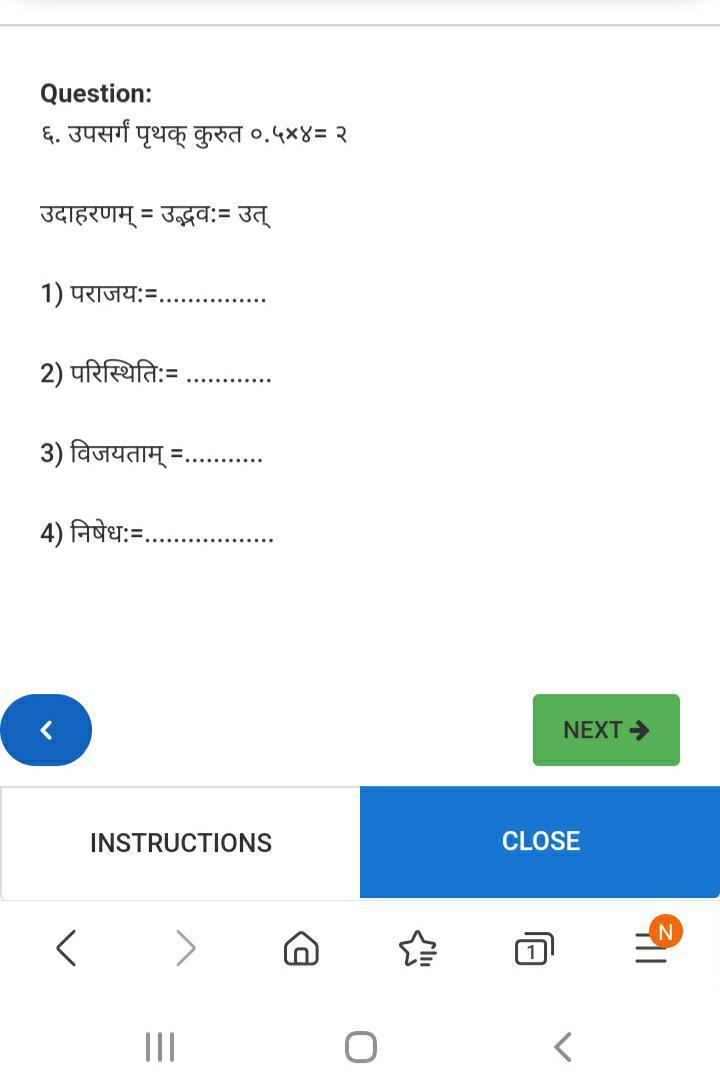 Question:
६. उपसर्गं पृथक् कुरुत ०.५×४= २
उदाहरणम् = उद्भव:= उत्
1) पराजय:=...............
2) परिस्थिति:= ............
3) विजयताम् =...........
4) निषेध:=..................
NEXT
INSTRUCTIONS
CLOSE
1
N